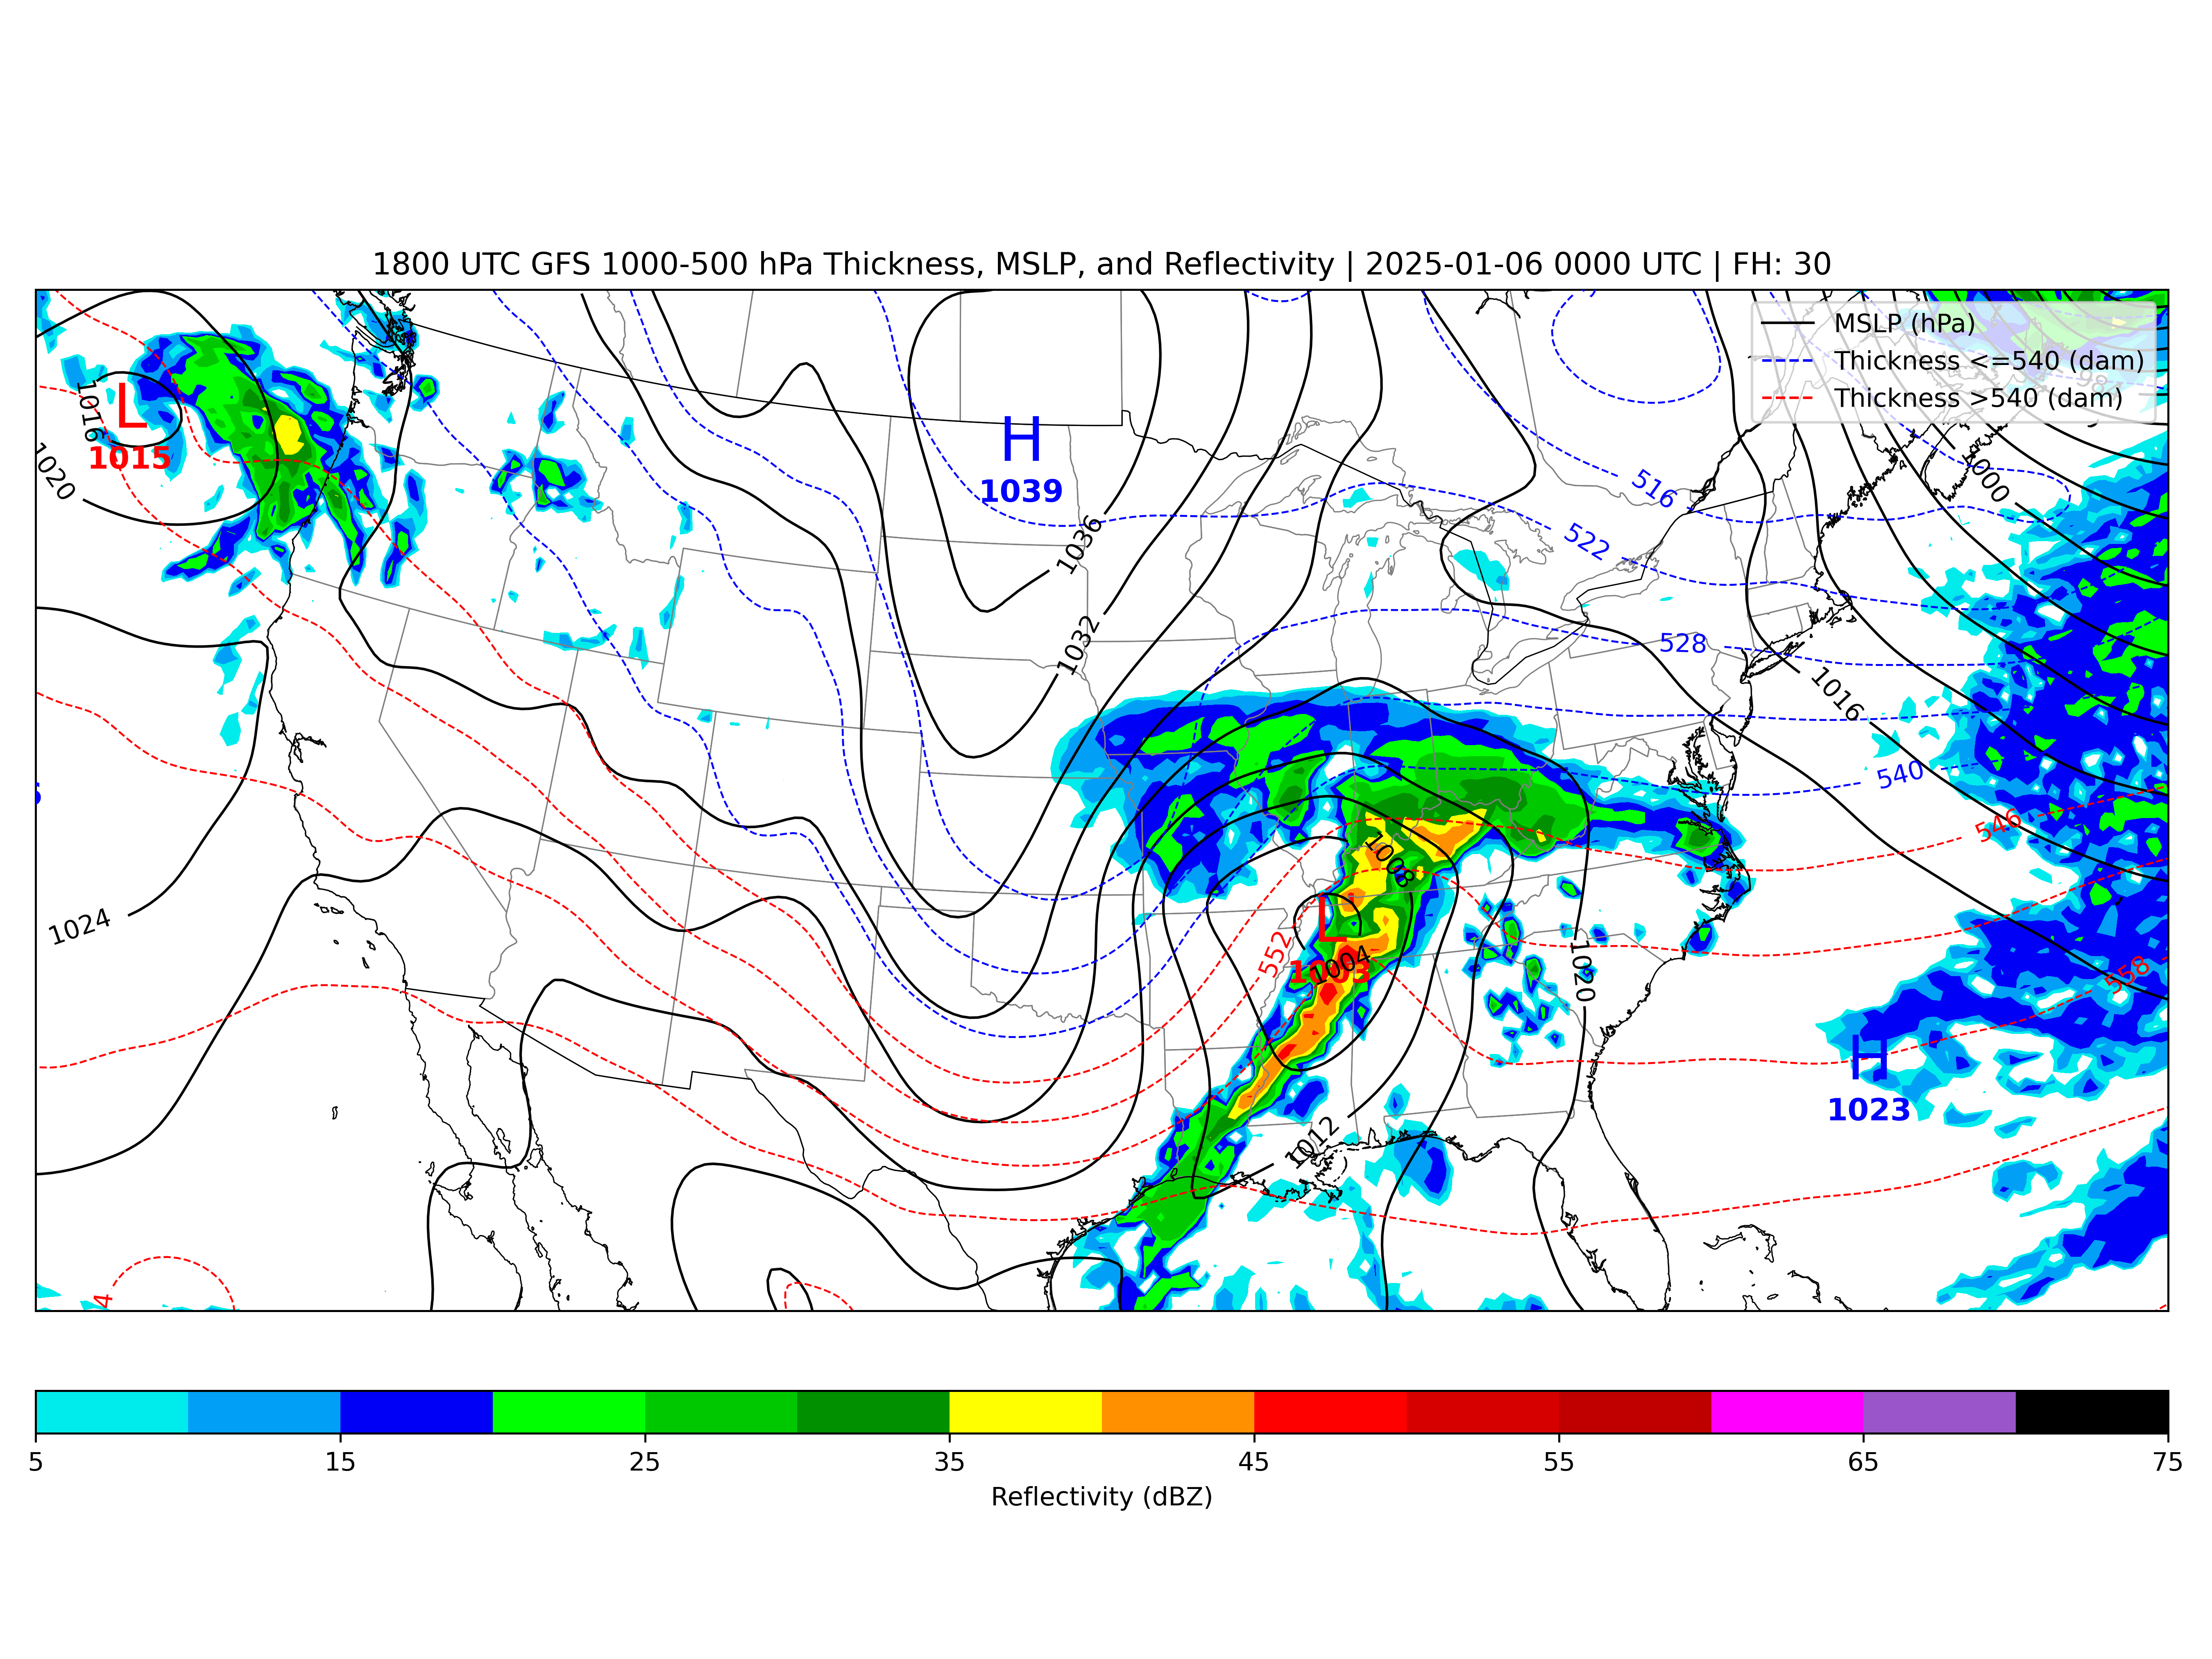 1800 UTC GFS 1000-500 hPa Thickness, MSLP, and Reflectivity | 2025-01-06 0000 UTC | FH: 30
MSLP (hPa)
Thickness <=540 (dam)
Thickness >540 (dam)
L
1015
1016
1020
H
1039
1036
1032
516
522
528
540
546
558
1000
1016
1024
L
1008
1004
552
1020
1012
H
1023
4
5 15 25 35 45 55 65 75
Reflectivity (dBZ)